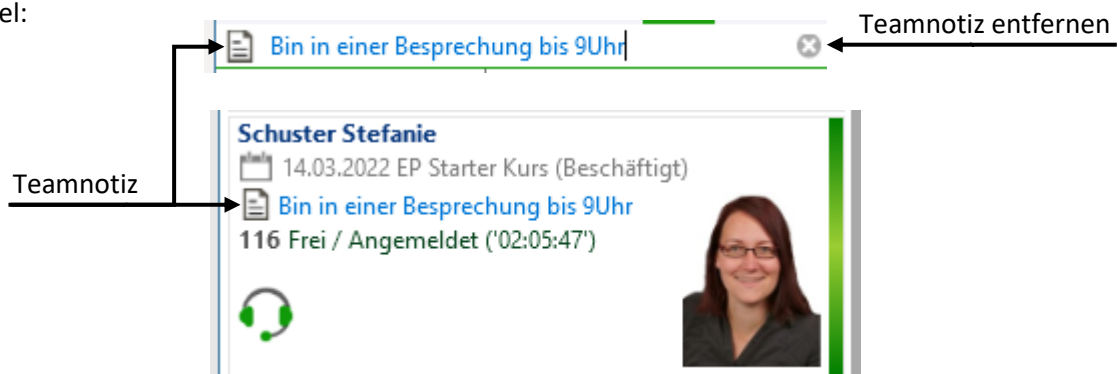 el:
Teamnotiz entfernen
Bin in einer Besprechung bis 9Uhr
Schuster Stefanie
14.03.2022 EP Starter Kurs (Beschäftigt)
Teamnotiz
Bin in einer Besprechung bis 9Uhr
116 Frei / Angemeldet ('02:05:47')